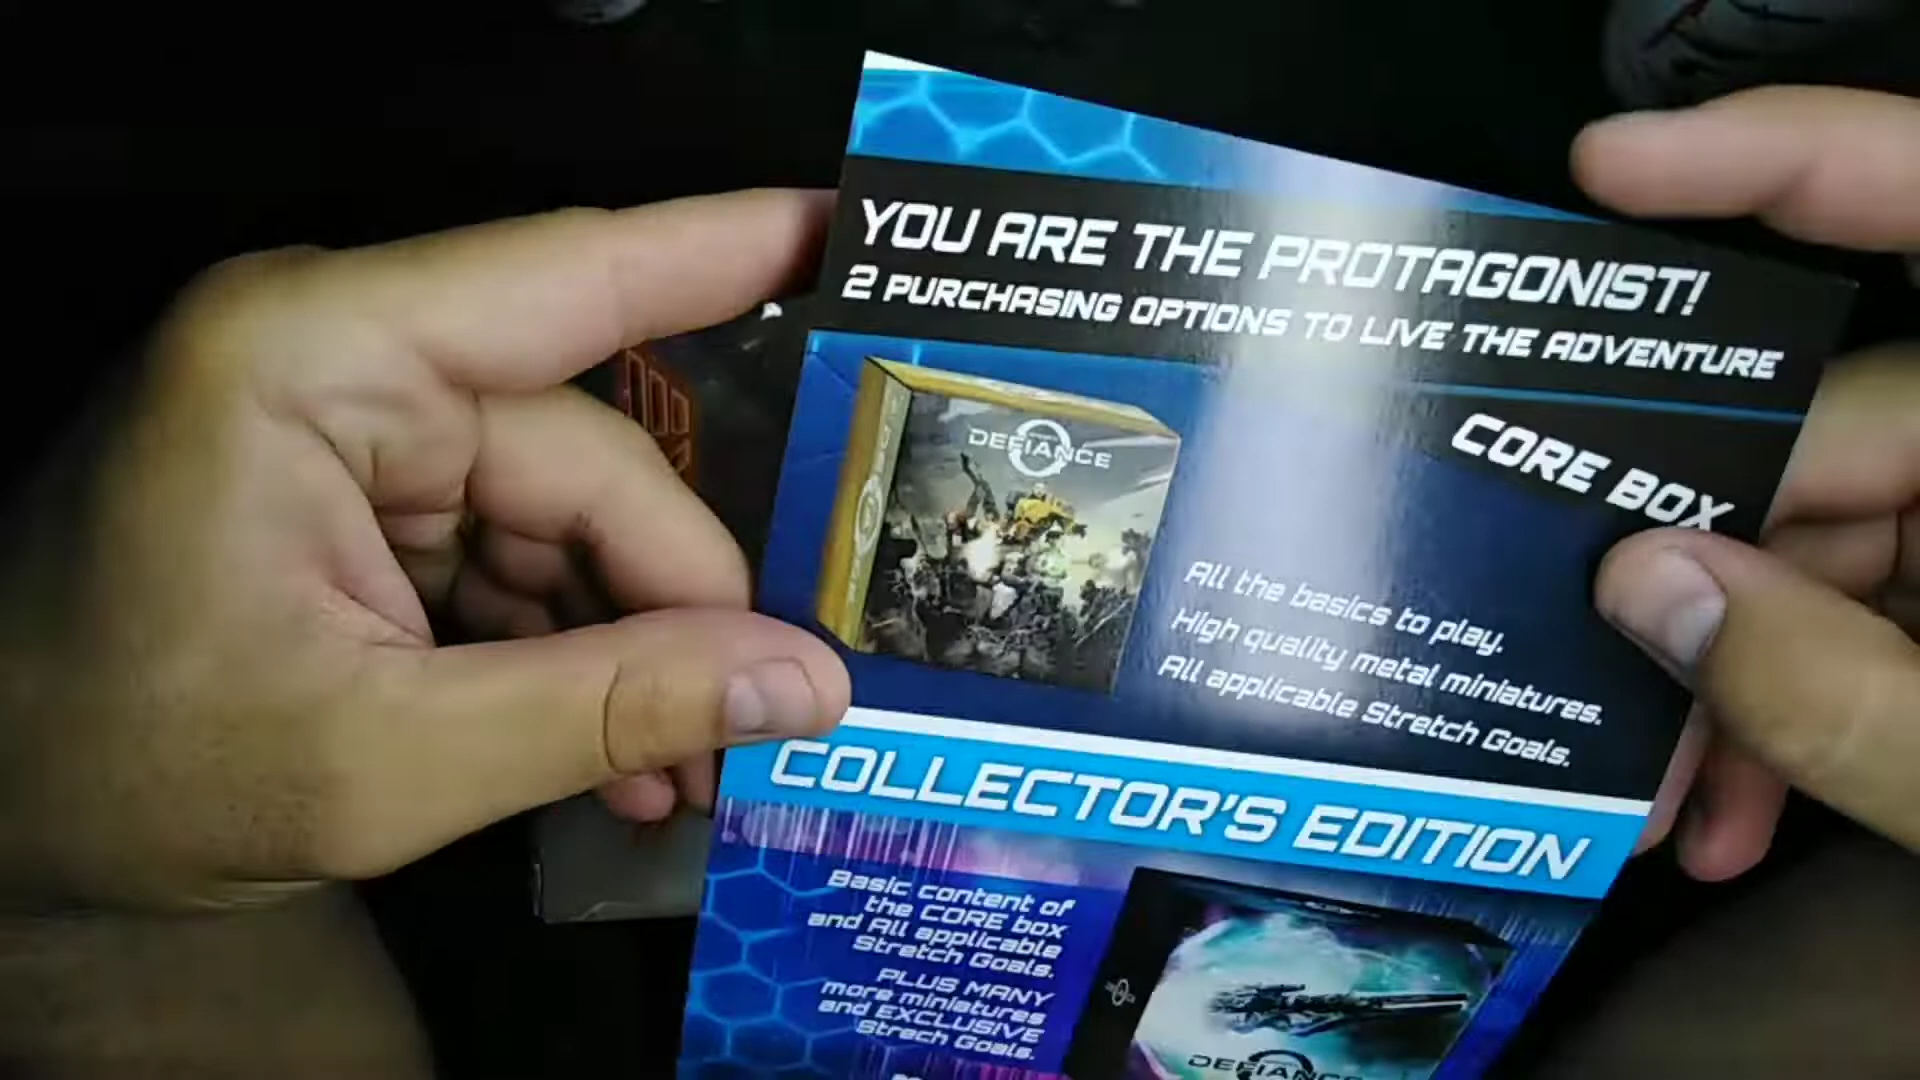 YOU ARE THE PROTAGONIST!
2 PURCHASING OPTIONS TO LIVE THE ADVENTURE
DEFIANCE
CORE BOX
All the basics to play.
High quality metal miniatures.
All applicable Stretch Goals.
COLLECTOR'S EDITION
Basic content of
the CORE box
and All applicable
Stretch Goals.
PLUS MANY
more miniatures
and EXCLUSIVE
Strech Goals.
DEFIANCE